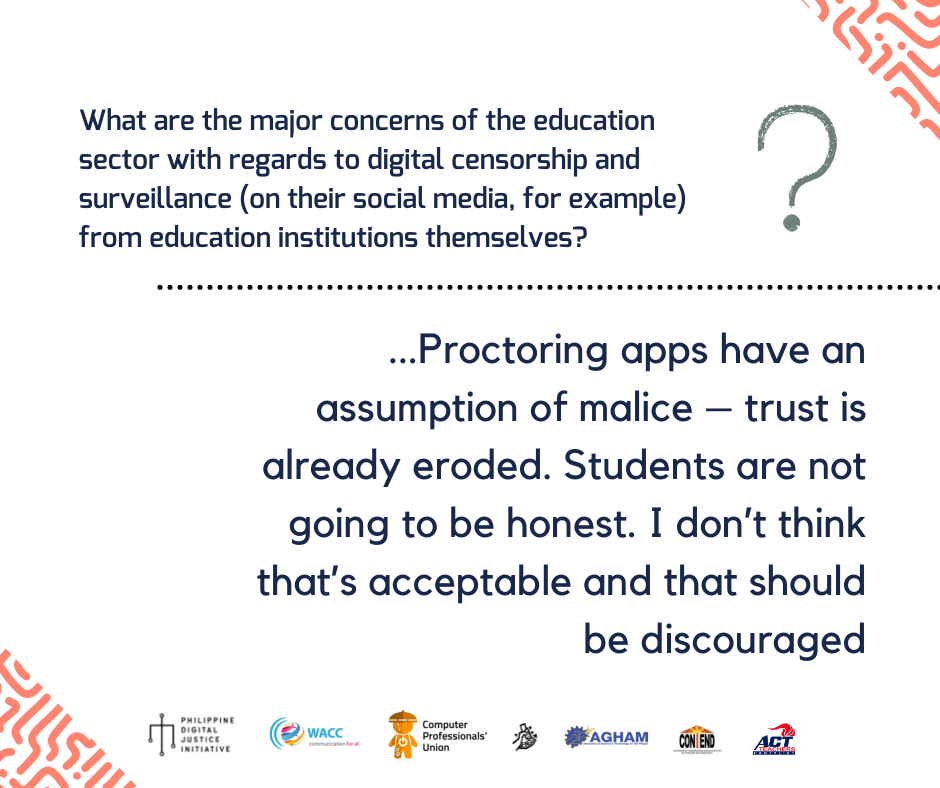 What are the major concerns of the education
sector with regards to digital censorship and
surveillance (on their social media, for example)
from education institutions themselves?
?
...Proctoring apps have an
assumption of malice — trust is
already eroded. Students are not
going to be honest. I don't think
that's acceptable and that should
be discouraged
PHILIPPINE
DIGITAL
JUSTICE
INITIATIVE
WACC
communication for all
Computer
Professionals'
Union
AGHAM
CONTEND
ACT
TEACHERS
PARTYLIST